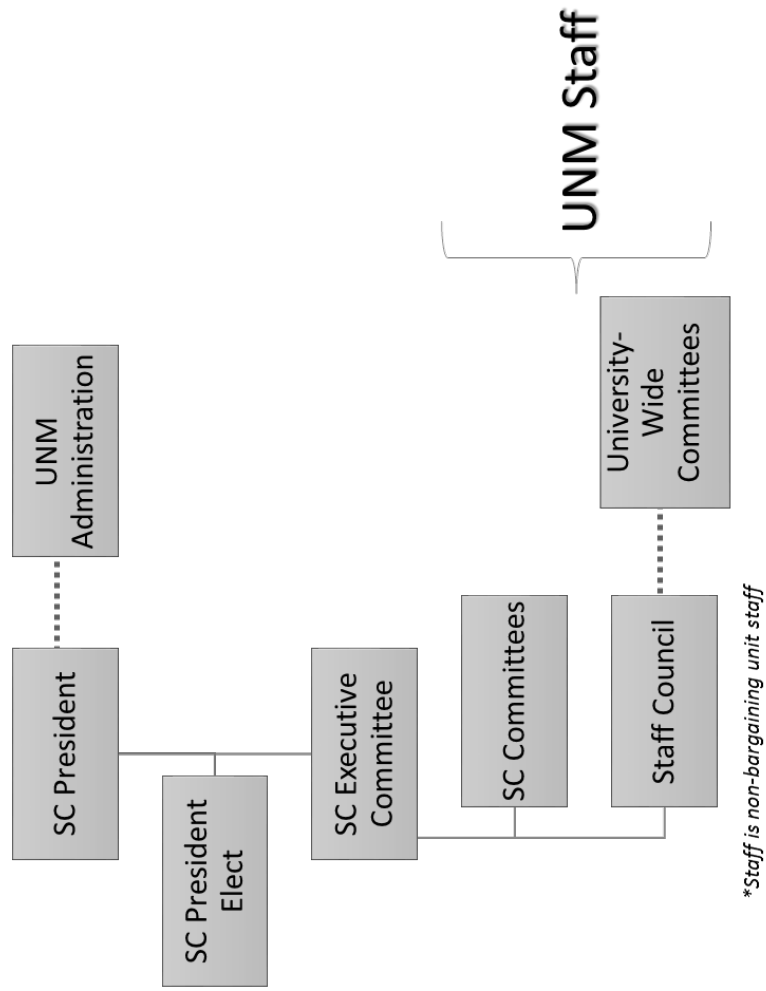 SC President
UNM
Administration
SC President
Elect
SC Executive
Committee
SC Committees
Staff Council
University-
Wide
Committees
UNM Staff
*Staff is non-bargaining unit staff